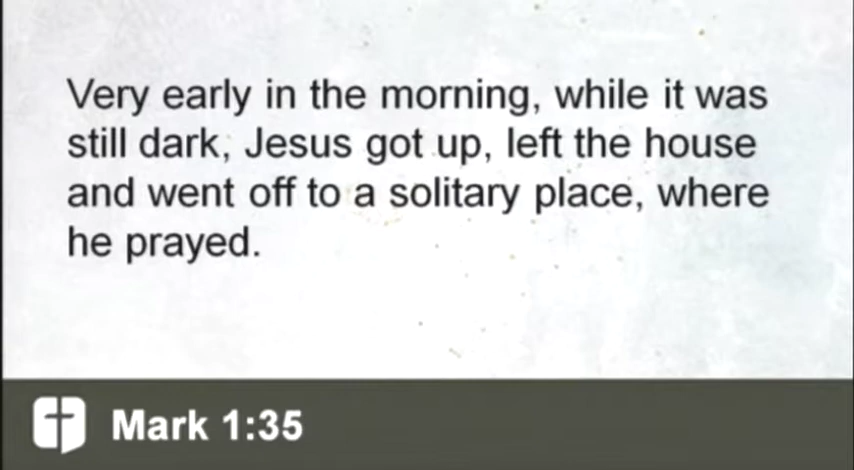 Very early in the morning, while it was
still dark, Jesus got up, left the house
and went off to a solitary place, where
he prayed.
Mark 1:35